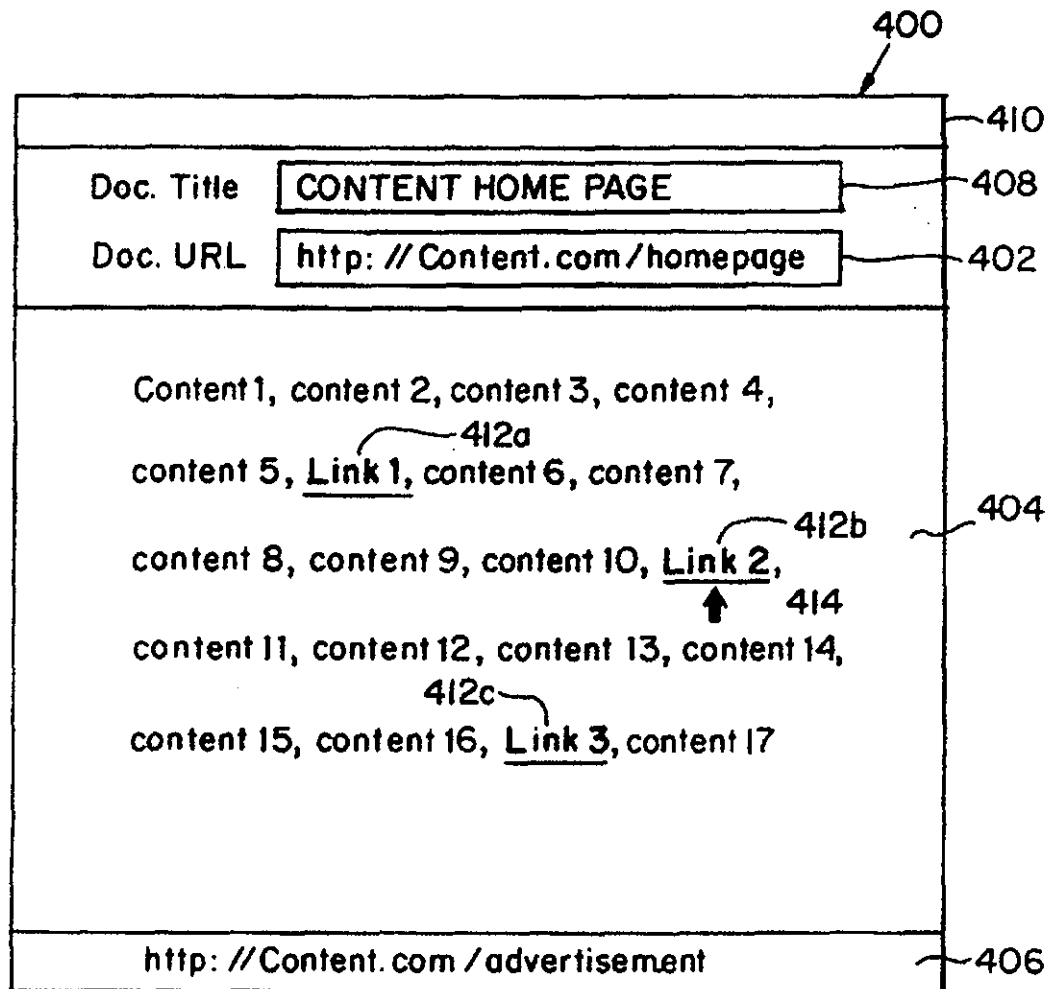 400
410
Doc. Title CONTENT HOME PAGE 408
Doc. URL http: //Content.com/homepage 402
Content 1, content 2, content 3, content 4,
412a
content 5, Link 1, content 6, content 7,
404
412b
content 8, content 9, content 10, Link 2,
414
content 11, content 12, content 13, content 14,
412c
content 15, content 16, Link 3, content 17
http: //Content.com/advertisement 406